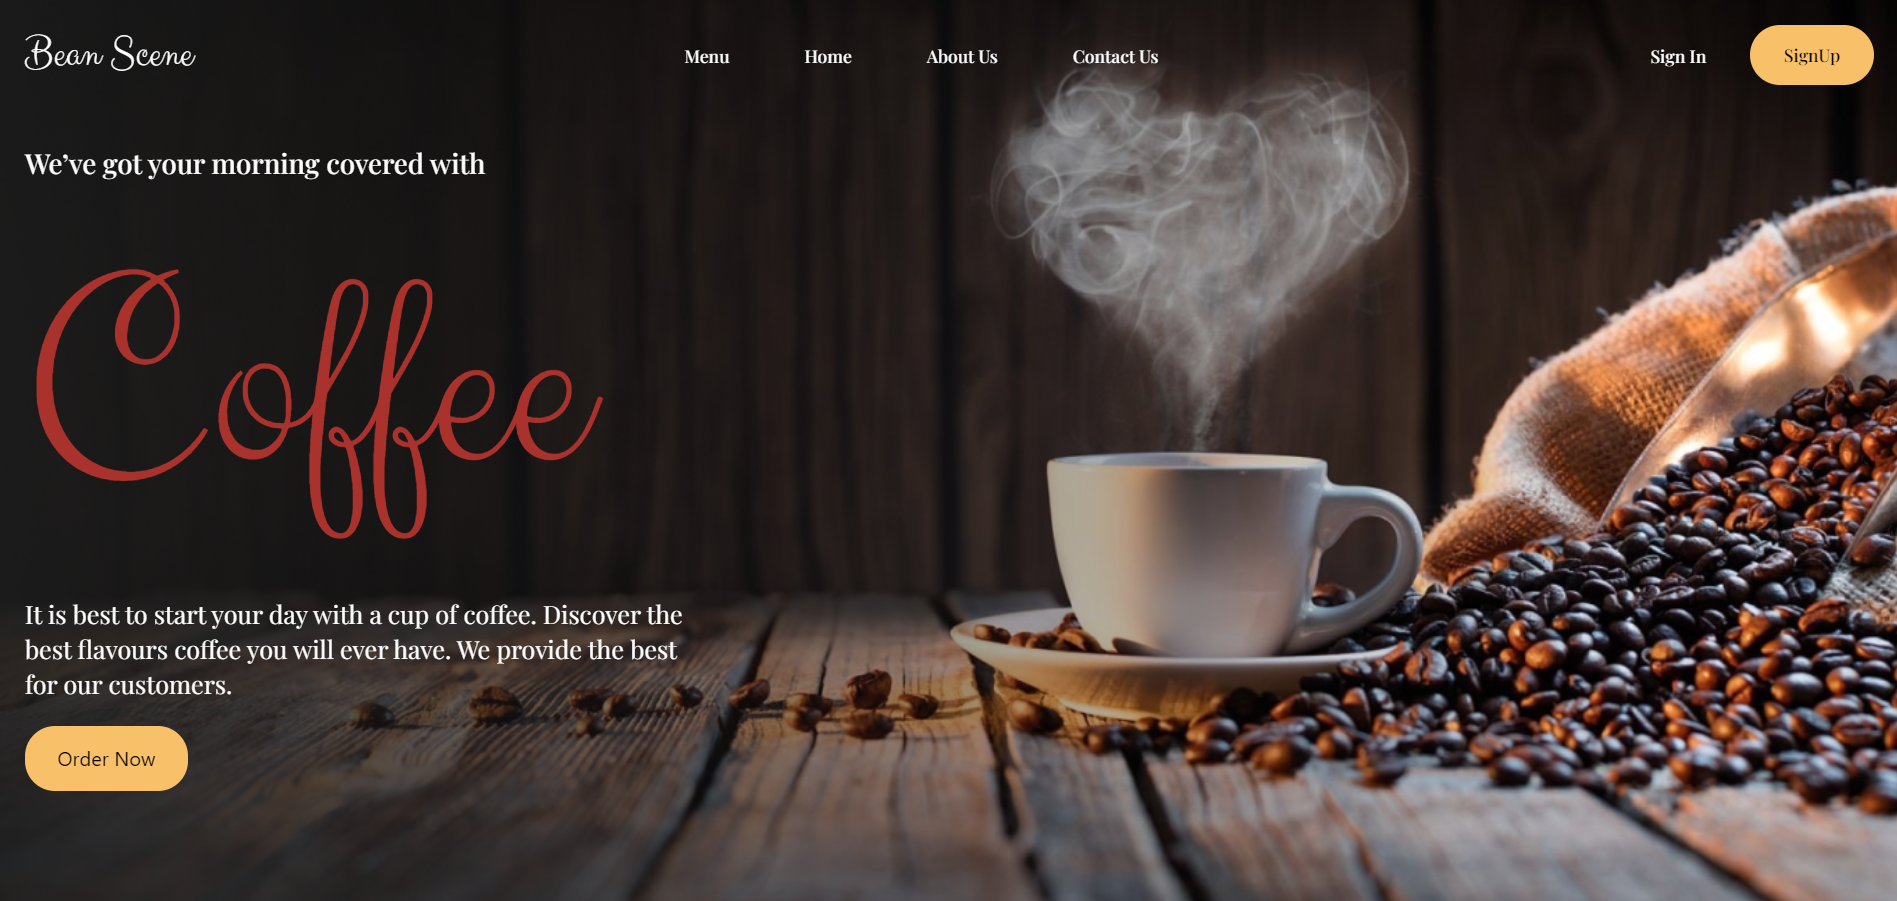 Bean Scene
Menu Home About Us Contact Us
Sign In SignUp
We’ve got your morning covered with
Coffee
It is best to start your day with a cup of coffee. Discover the
best flavours coffee you will ever have. We provide the best
for our customers.
Order Now